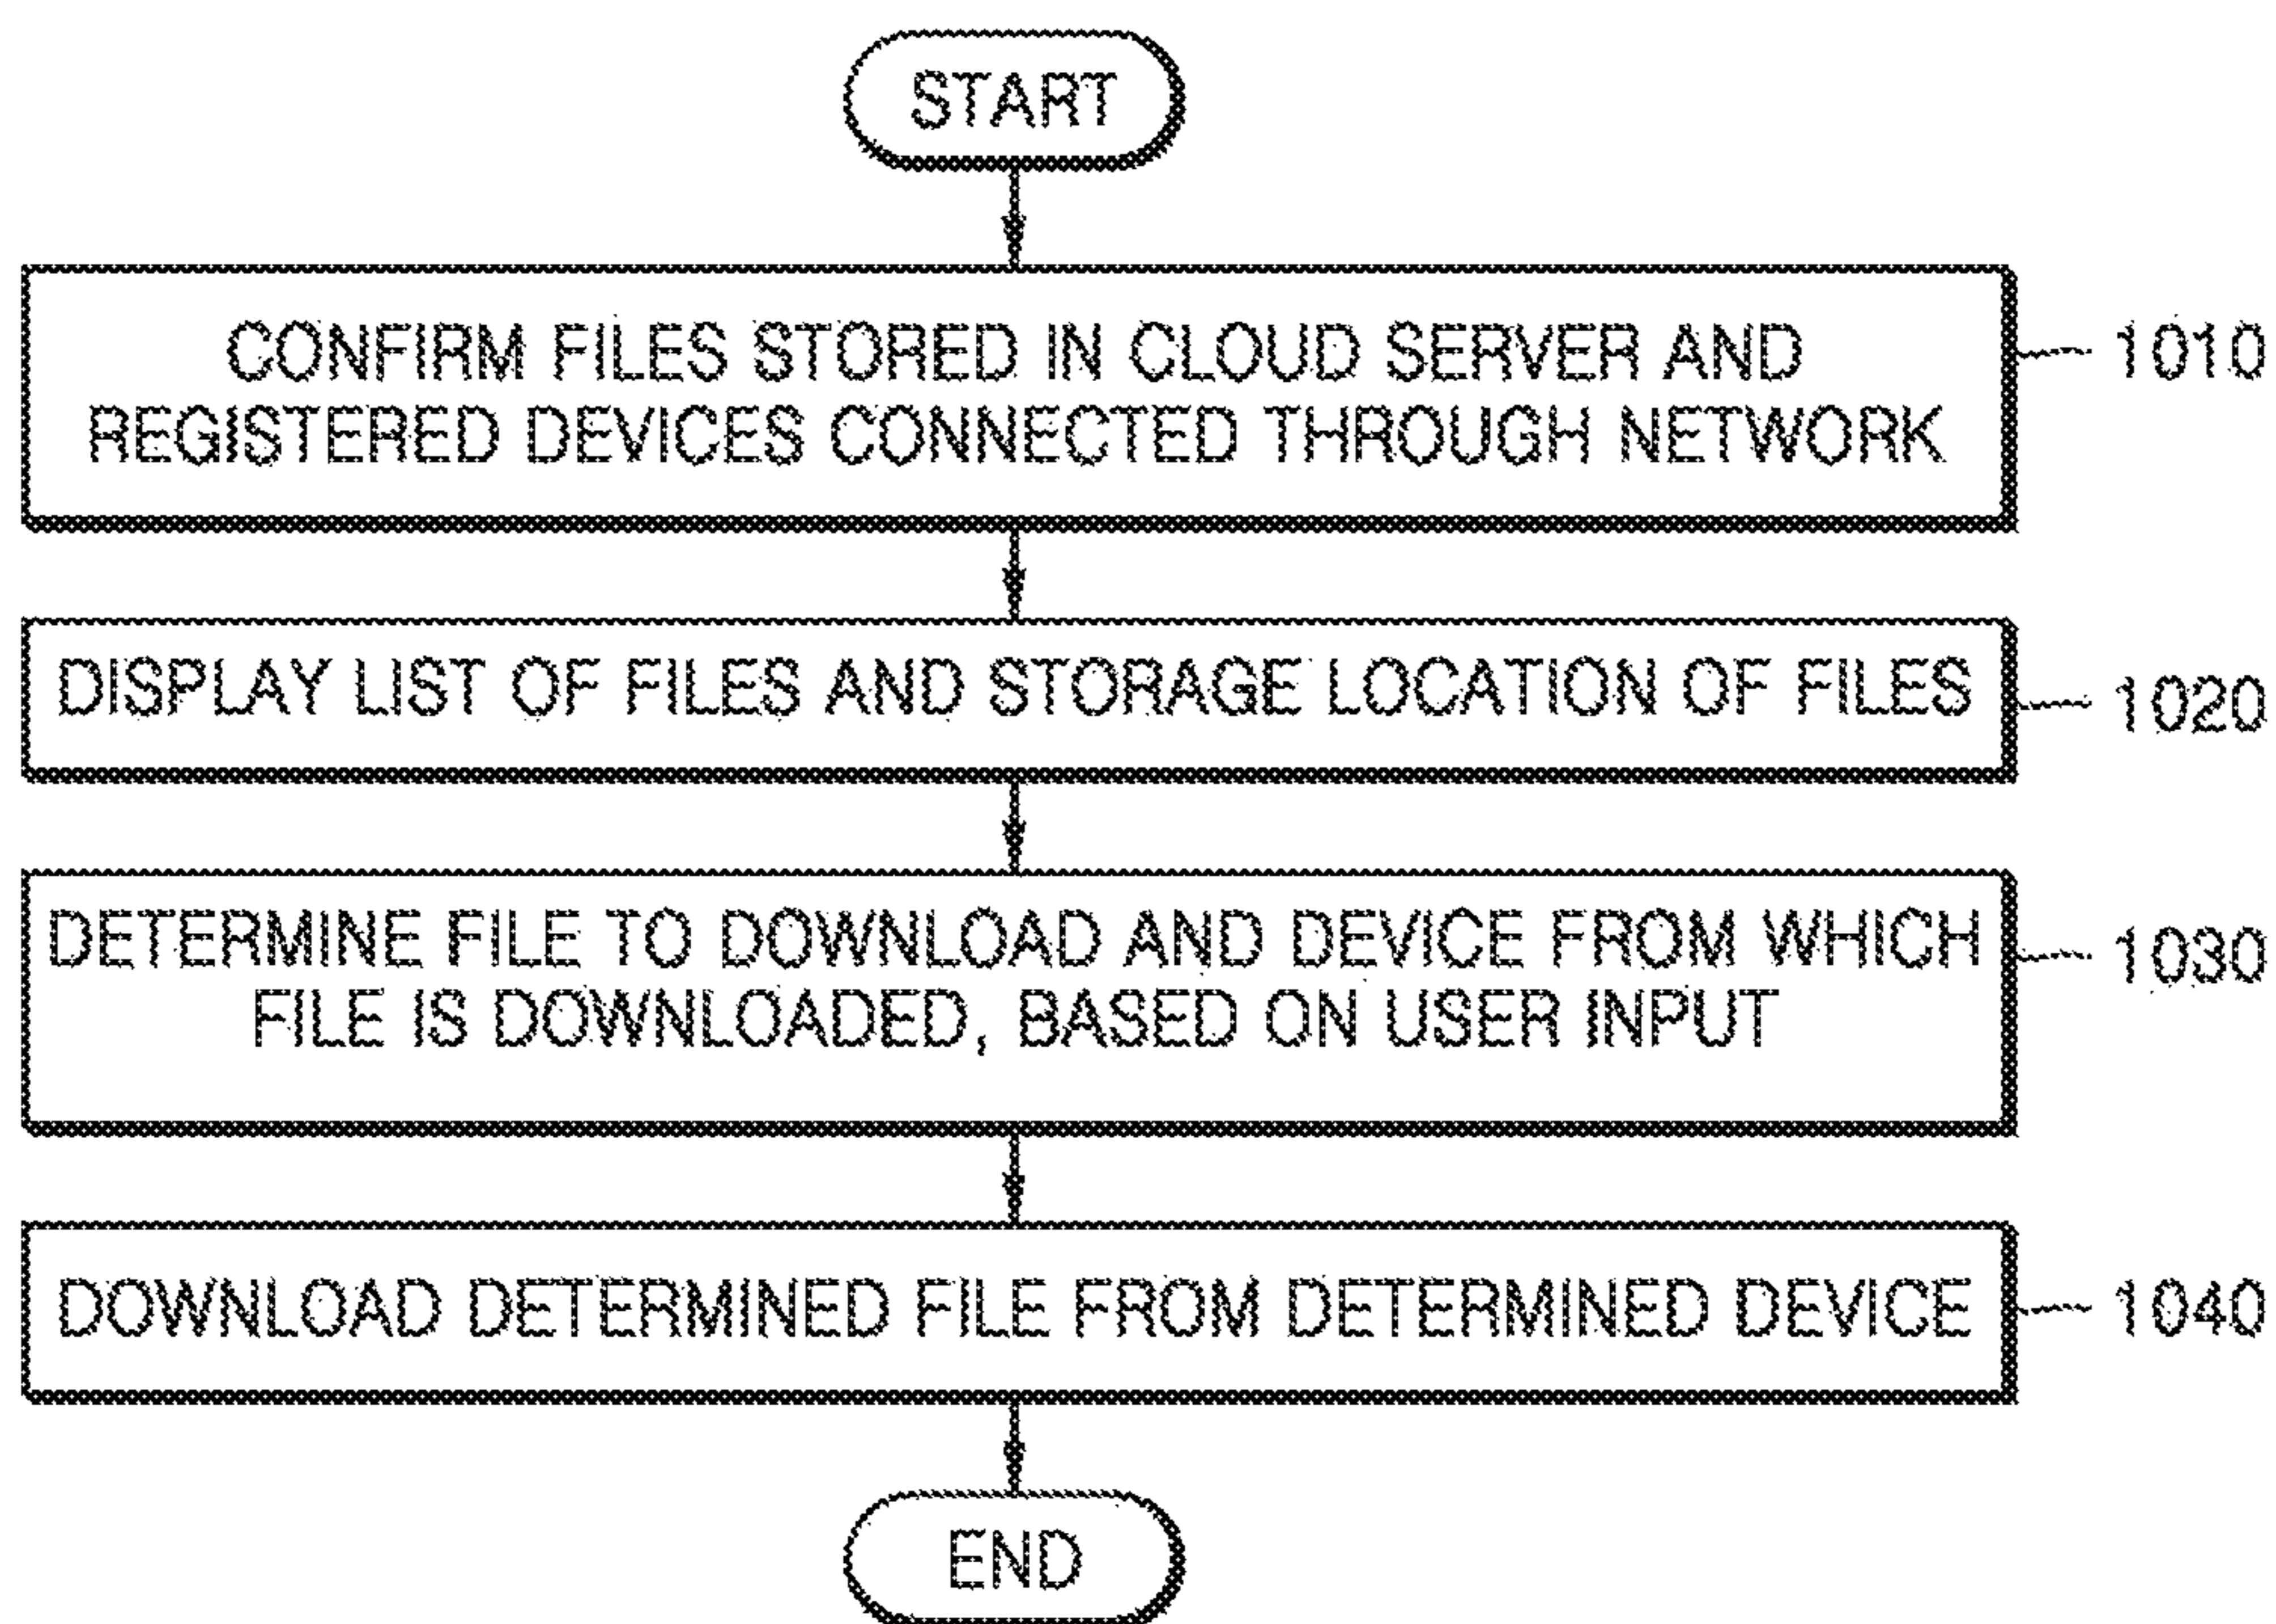 START
CONFIRM FILES STORED IN CLOUD SERVER AND
REGISTERED DEVICES CONNECTED THROUGH NETWORK
1010
DISPLAY LIST OF FILES AND STORAGE LOCATION OF FILES
1020
DETERMINE FILE TO DOWNLOAD AND DEVICE FROM WHICH
FILE IS DOWNLOADED, BASED ON USER INPUT
1030
DOWNLOAD DETERMINED FILE FROM DETERMINED DEVICE
1040
END